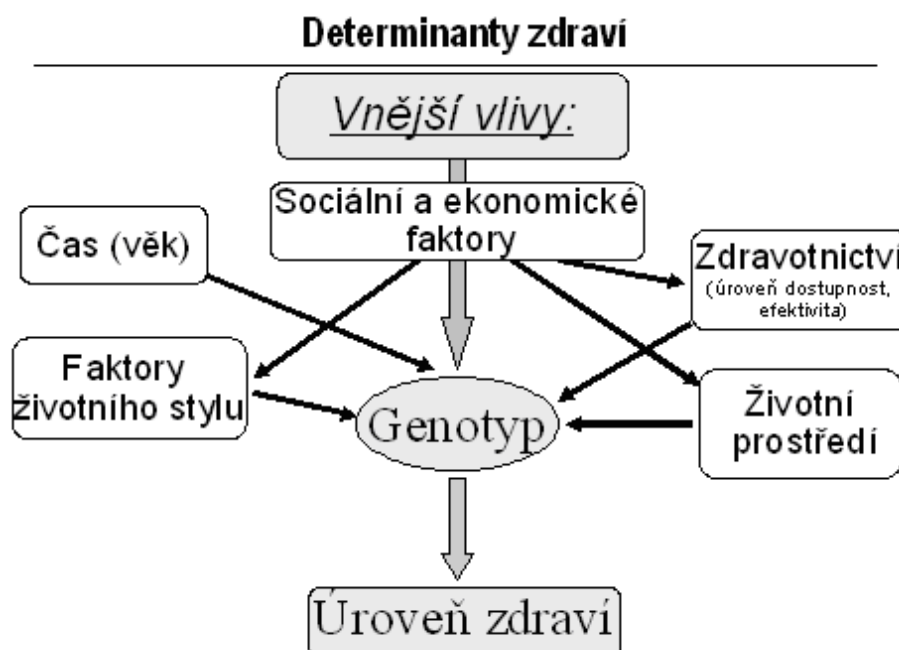 Determinanty zdraví
Vnější vlivy:
Sociální a ekonomické
faktory
Čas (věk)
Zdravotnictví
(úroveň dostupnost,
efektivita)
Faktory
životního stylu
Genotyp
Životní
prostředí
Úroveň zdraví